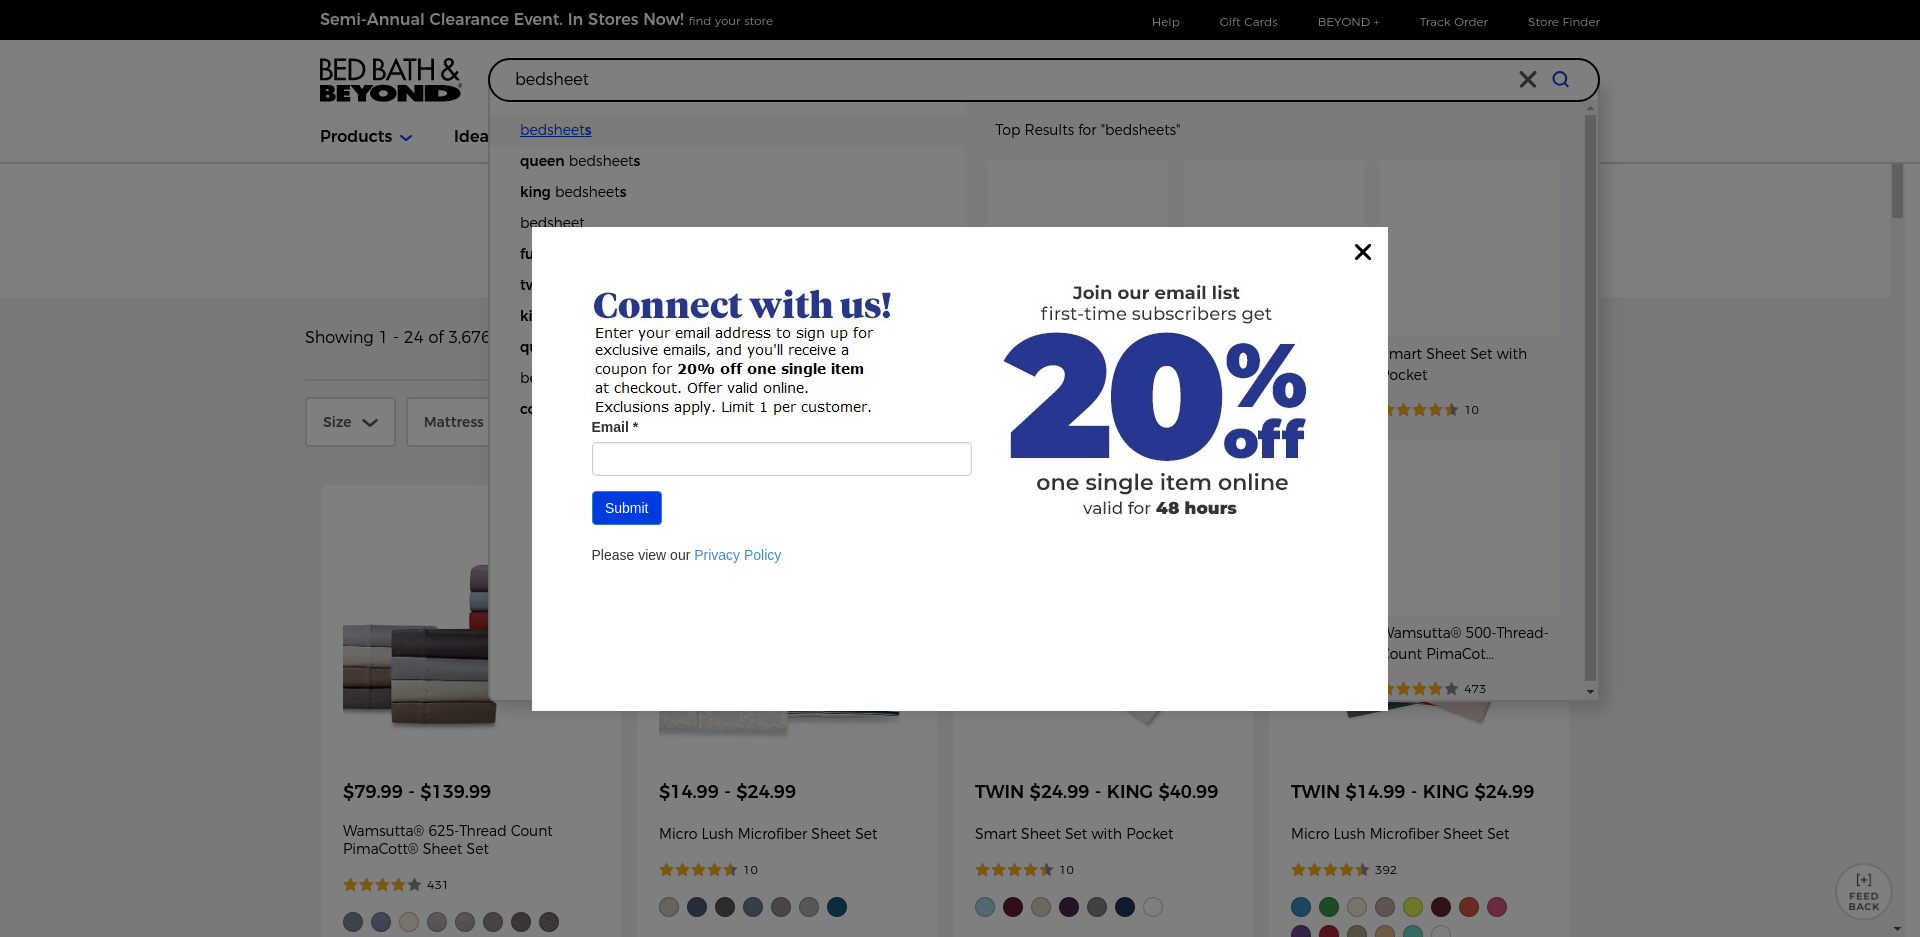 Semi-Annual Clearance Event. In Stores Now! find your store
Help
Gift Cards
BEYOND +
Track Order
Store Finder
BED BATH &
BEYOND
bedsheet
Products
Idea
bedsheets
queen bedsheets
king bedsheets
bedsheet
Top Results for "bedsheets"
Connect with us!
Enter your email address to sign up for
exclusive emails, and you'll receive a
coupon for 20% off one single item
at checkout. Offer valid online.
Exclusions apply. Limit 1 per customer.
Email *
Submit
Please view our Privacy Policy
Join our email list
first-time subscribers get
20% off
one single item online
valid for 48 hours
Showing 1 - 24 of 3,676
Size
Mattress
mart Sheet Set with
ocket
10
Wamsutta® 500-Thread-
ount PimaCot...
473
$79.99 - $139.99
Wamsutta® 625-Thread Count
PimaCott® Sheet Set
431
$14.99 - $24.99
Micro Lush Microfiber Sheet Set
10
TWIN $24.99 - KING $40.99
Smart Sheet Set with Pocket
10
TWIN $14.99 - KING $24.99
Micro Lush Microfiber Sheet Set
392
[+]
FEED
BACK